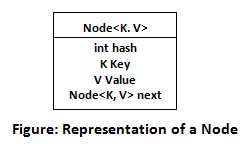 Node<K. V>
int hash
K Key
V Value
Node<K, V> next
Figure: Representation of a Node